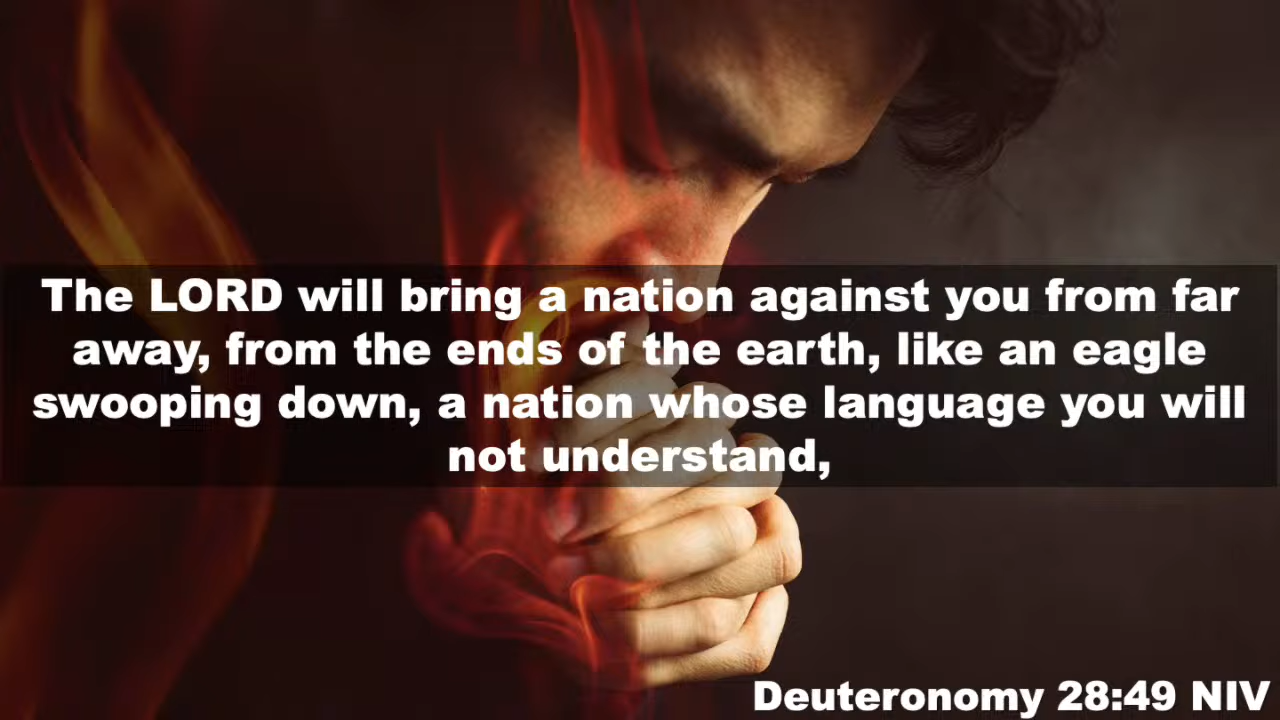 The LORD will bring a nation against you from far
away, from the ends of the earth, like an eagle
swooping down, a nation whose language you will
not understand,
Deuteronomy 28:49 NIV